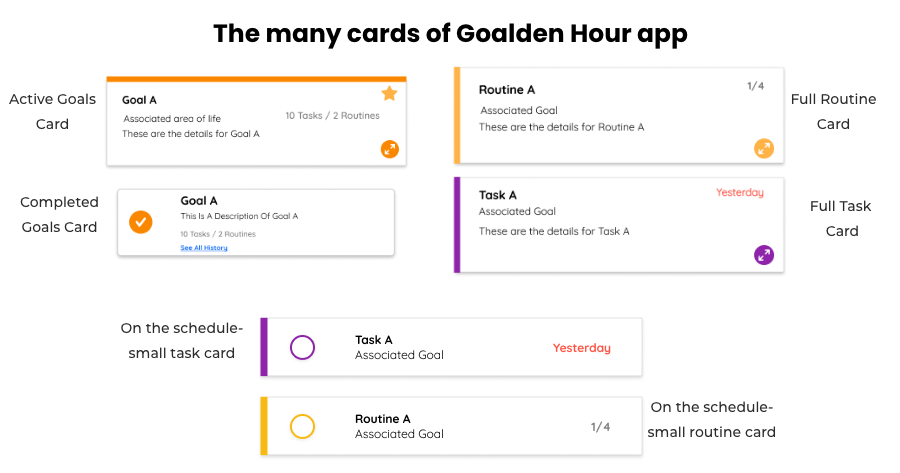 The many cards of Goalden Hour app
Active Goals
Card
Goal A
Associated area of life
10 Tasks / 2 Routines
These are the details for Goal A
Routine A
1/4
Associated Goal
These are the details for Routine A
Full Routine
Card
Completed
Goals Card
Goal A
This Is A Description Of Goal A
10 Tasks / 2 Routines
See All History
Task A
Yesterday
Associated Goal
These are the details for Task A
Full Task
Card
On the schedule-
small task card
Task A
Associated Goal
Yesterday
Routine A
Associated Goal
1/4
On the schedule-
small routine card